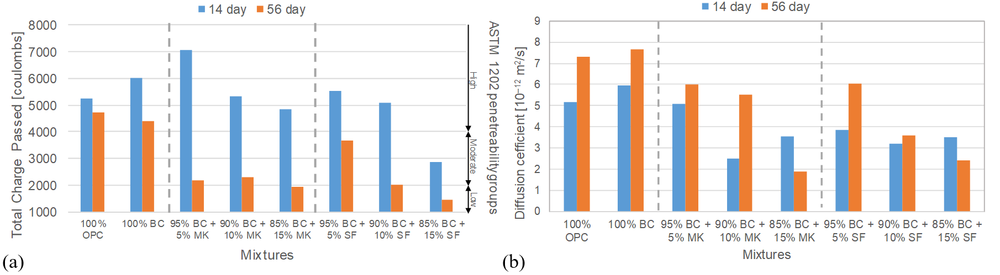 14 day 56 day
Total Charge Passed [coulombs]
8000
7000
6000
5000
4000
3000
2000
1000
High
Moderate
Low
ASTM 1202 penetreabilitygroups
100% OPC
100% BC
95% BC + 5% MK
90% BC + 10% MK
85% BC + 15% MK
95% BC + 5% SF
90% BC + 10% SF
85% BC + 15% SF
Mixtures
(a)
14 day 56 day
Diffusion cefficient [10⁻¹² m²/s]
9
8
7
6
5
4
3
2
1
0
100% OPC
100% BC
95% BC + 5% MK
90% BC + 10% MK
85% BC + 15% MK
95% BC + 5% SF
90% BC + 10% SF
85% BC + 15% SF
Mixtures
(b)